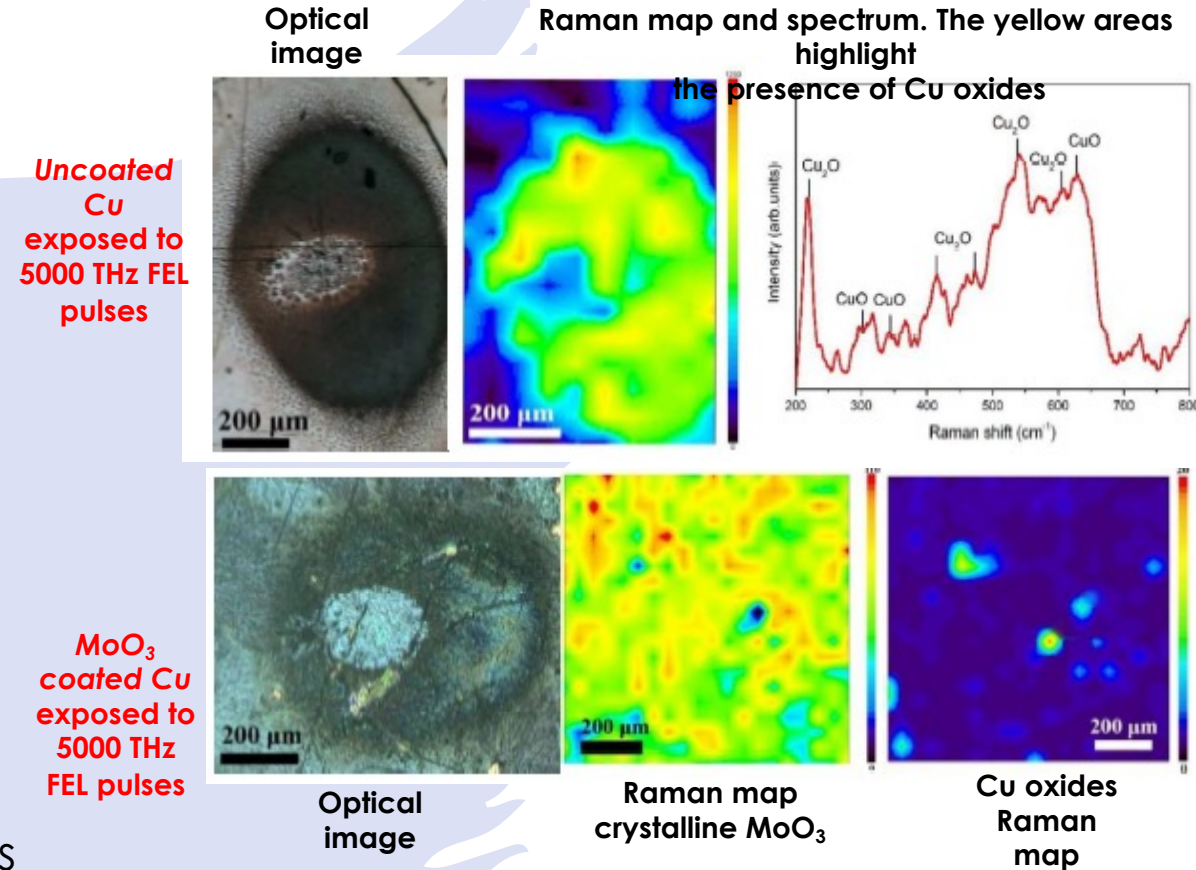 Optical
image
Raman map and spectrum. The yellow areas
highlight
the presence of Cu oxides
Uncoated
Cu
exposed to
5000 THz FEL
pulses
200 µm
200 µm
Intensity (arb.units)
Cu₂O
CuO
CuO
Cu₂O
Cu₂O
Cu₂O
CuO
200
300
400
500
600
700
800
Raman shift (cm⁻¹)
MoO₃
coated Cu
exposed to
5000 THz
FEL pulses
200 µm
200 µm
200 µm
Optical
image
Raman map
crystalline MoO₃
Cu oxides
Raman
map
s